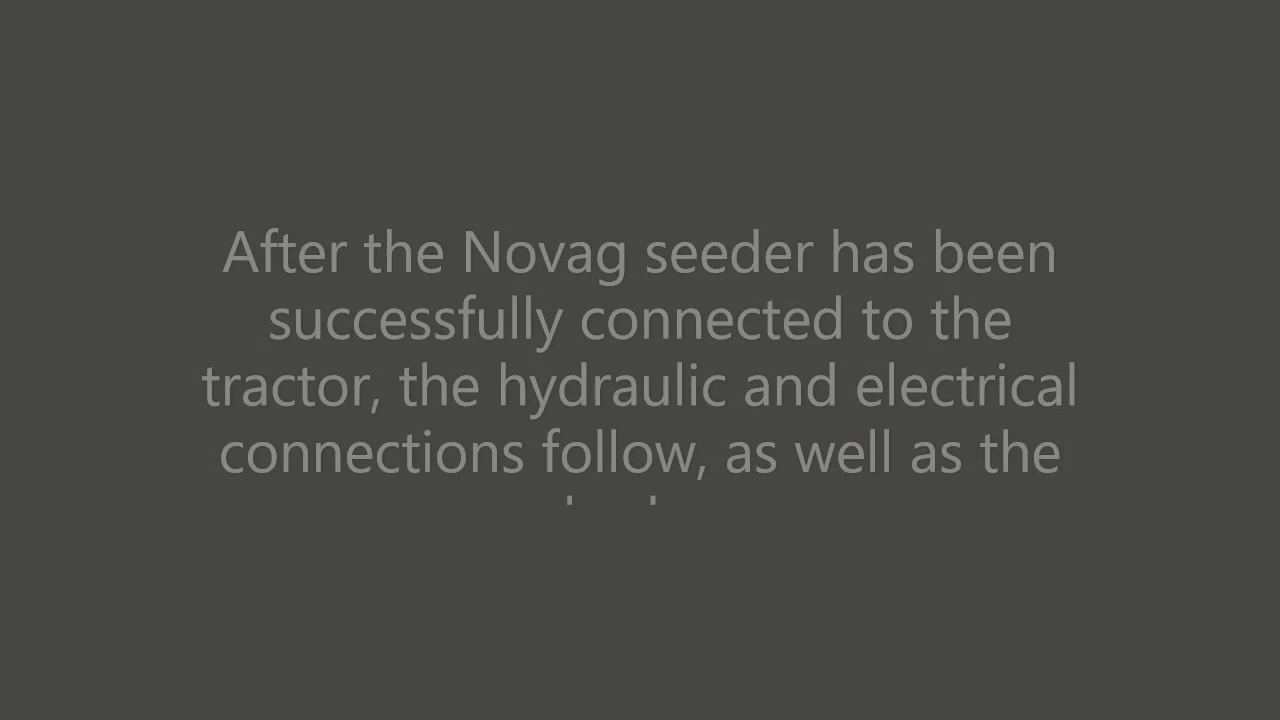 After the Novag seeder has been
successfully connected to the
tractor, the hydraulic and electrical
connections follow, as well as the